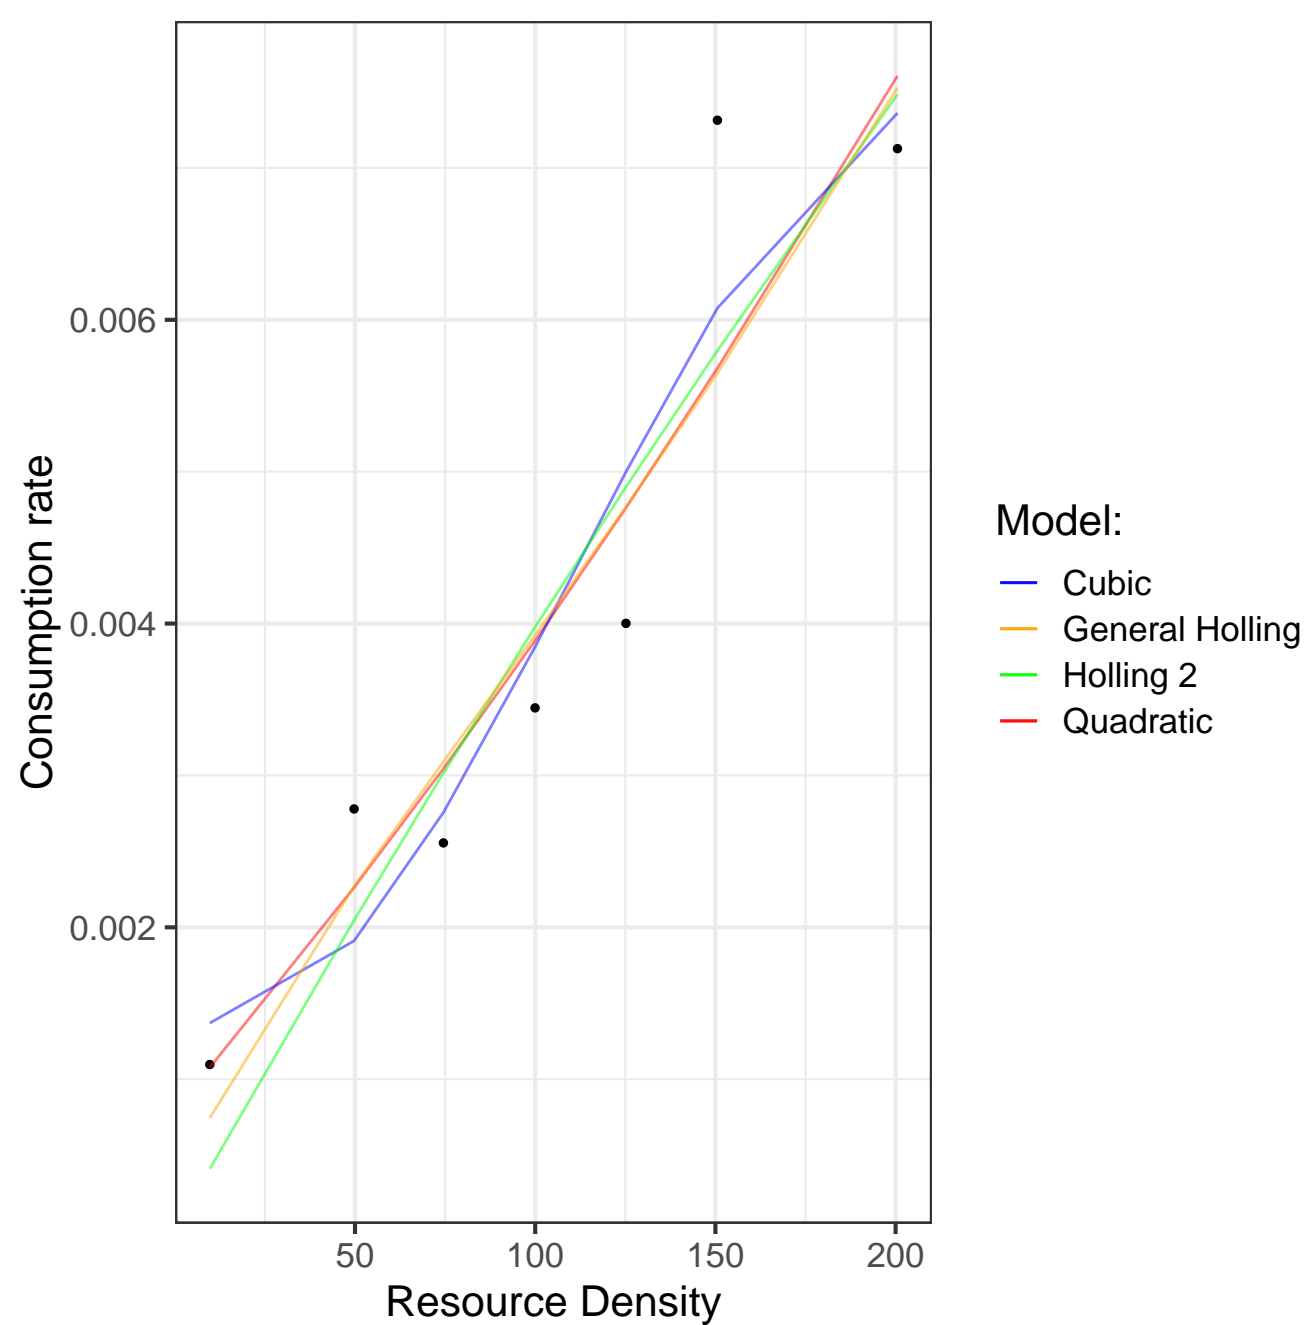 0.006
0.004
0.002
Consumption rate
50 100 150 200
Resource Density
Model:
Cubic
General Holling
Holling 2
Quadratic